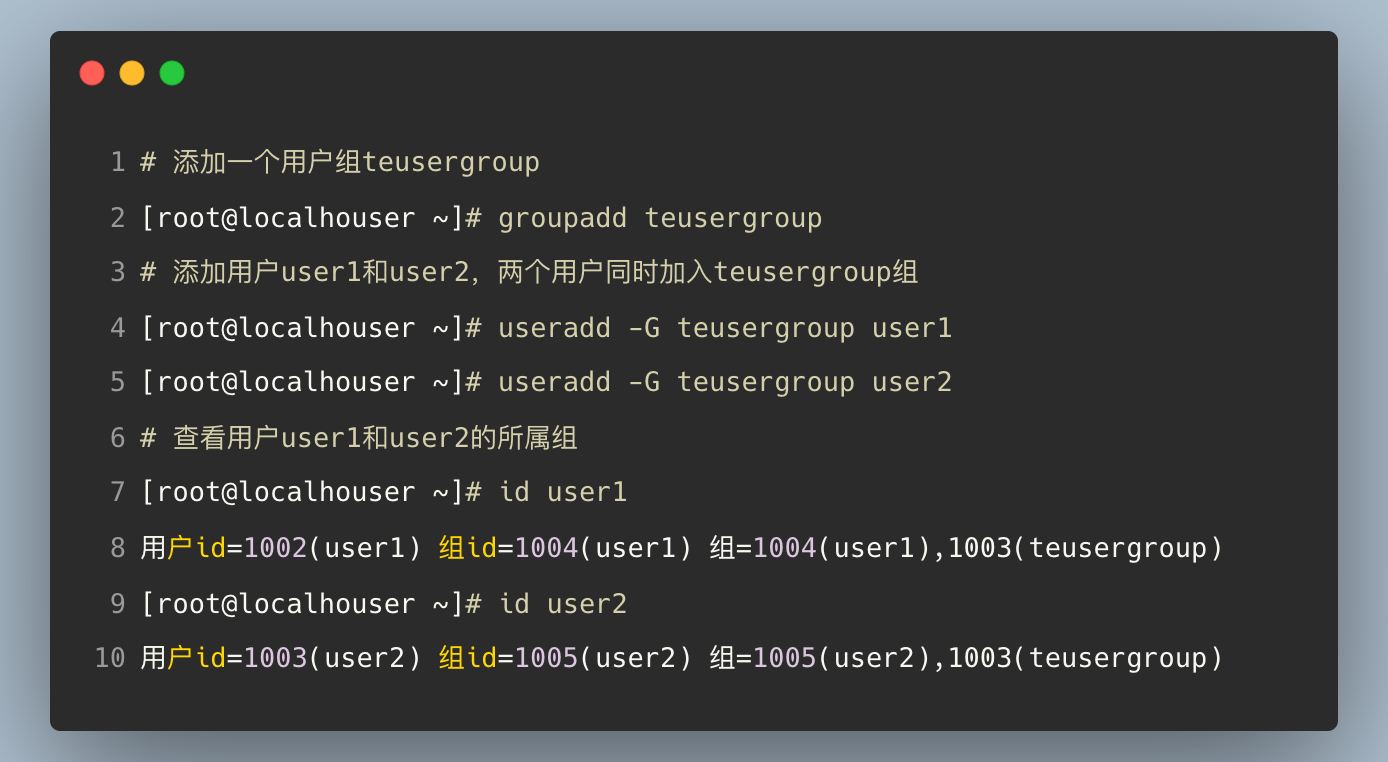 1 # 添加一个用户组teusergroup
2 [root@localhouser ~]# groupadd teusergroup
3 # 添加用户user1和user2，两个用户同时加入teusergroup组
4 [root@localhouser ~]# useradd -G teusergroup user1
5 [root@localhouser ~]# useradd -G teusergroup user2
6 # 查看用户user1和user2的所属组
7 [root@localhouser ~]# id user1
8 用户id=1002(user1) 组id=1004(user1) 组=1004(user1),1003(teusergroup)
9 [root@localhouser ~]# id user2
10 用户id=1003(user2) 组id=1005(user2) 组=1005(user2),1003(teusergroup)